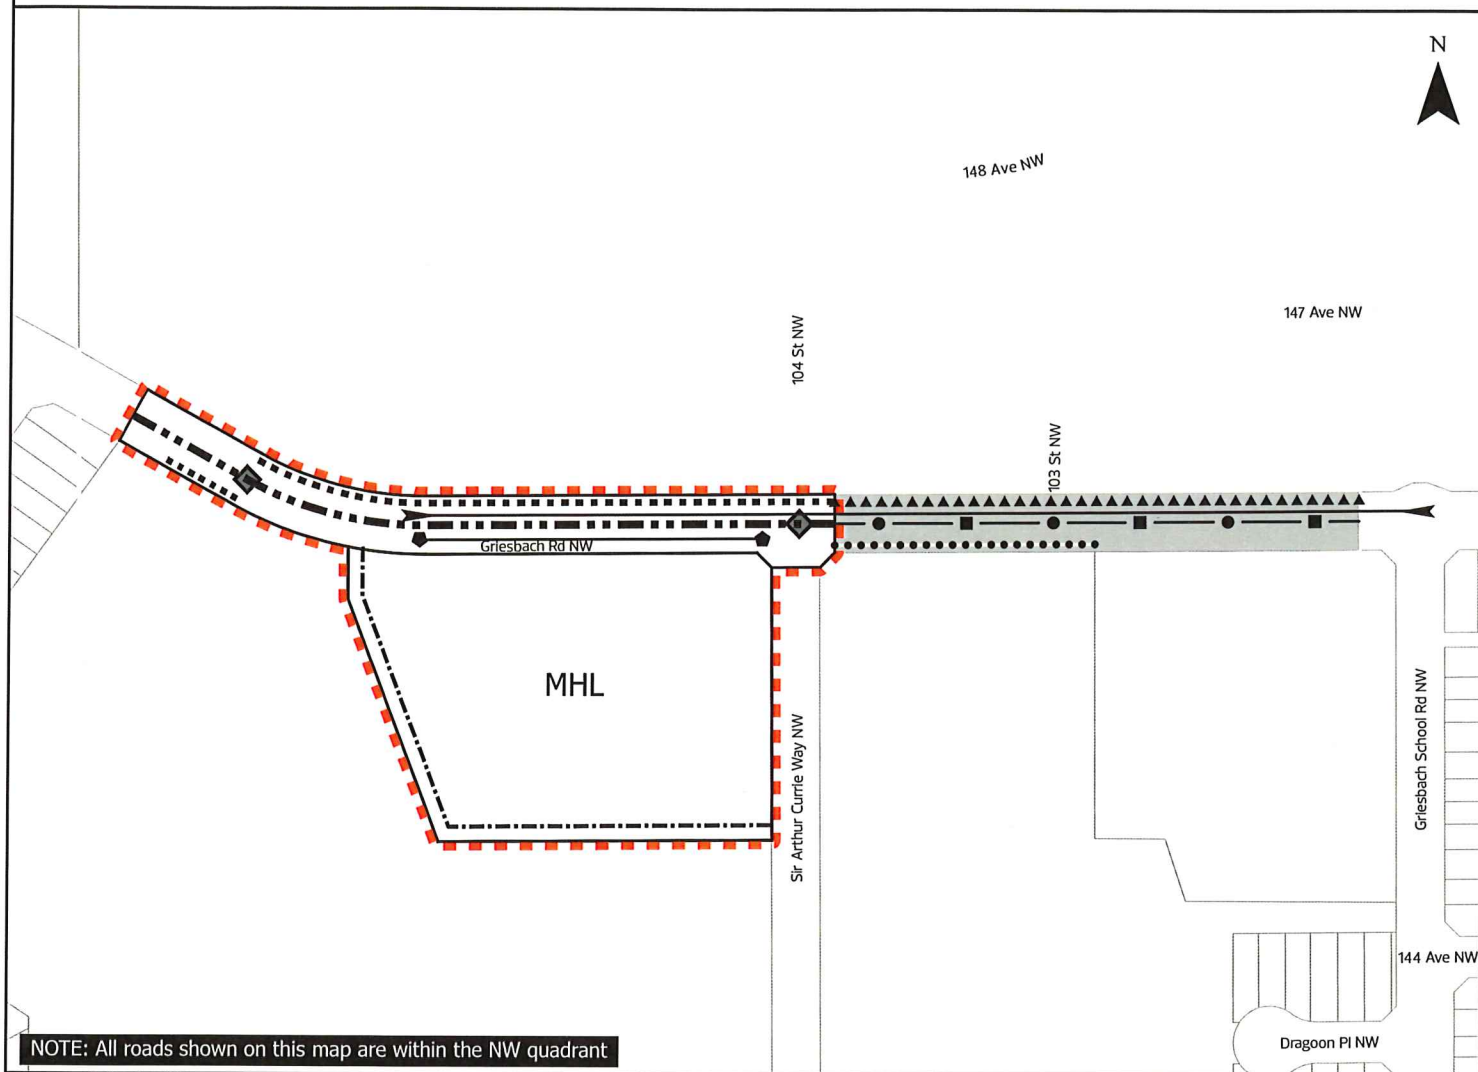 N
148 Ave NW
147 Ave NW
104 St NW
103 St NW
Griesbach Rd NW
MHL
Sir Arthur Currie Way NW
Griesbach School Rd NW
144 Ave NW
Dragoon Pl NW
NOTE: All roads shown on this map are within the NW quadrant